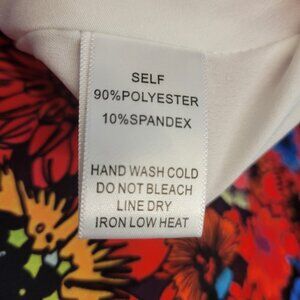 SELF
90%POLYESTER
10%SPANDEX
HAND WASH COLD
DO NOT BLEACH
LINE DRY
IRON LOW HEAT